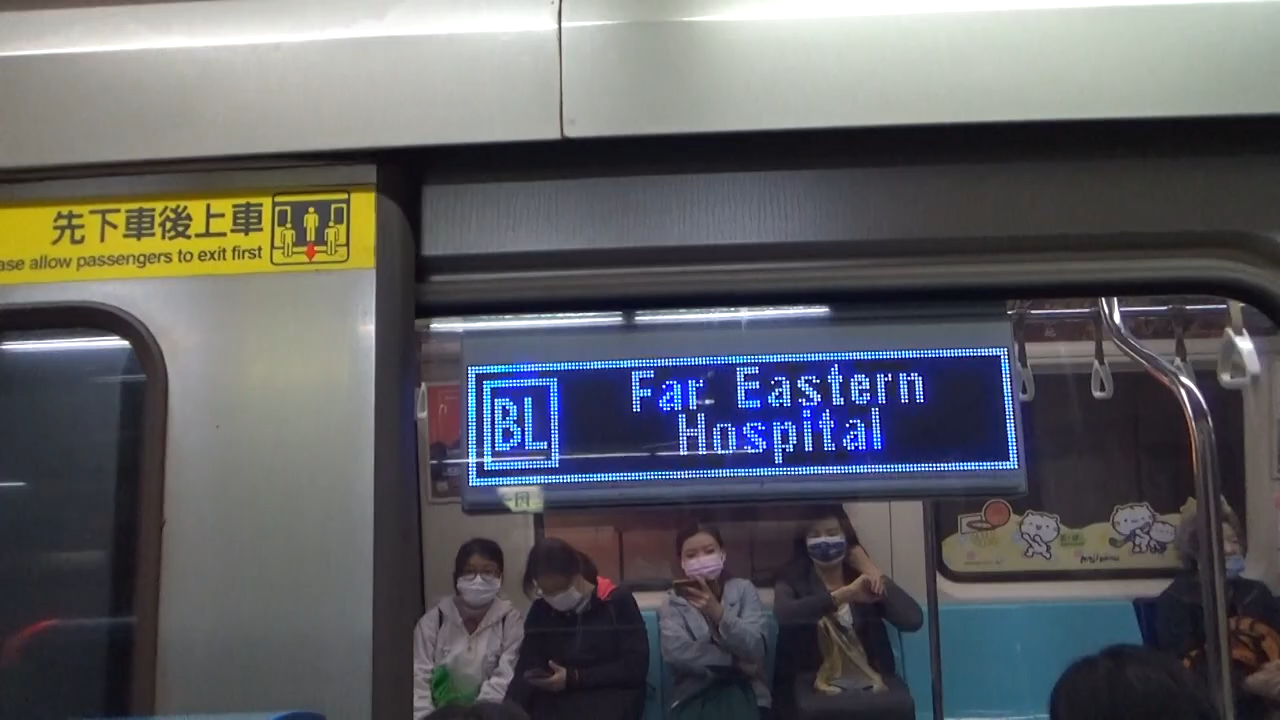 先下車後上車
ase allow passengers to exit first
BL
Far Eastern
Hospital